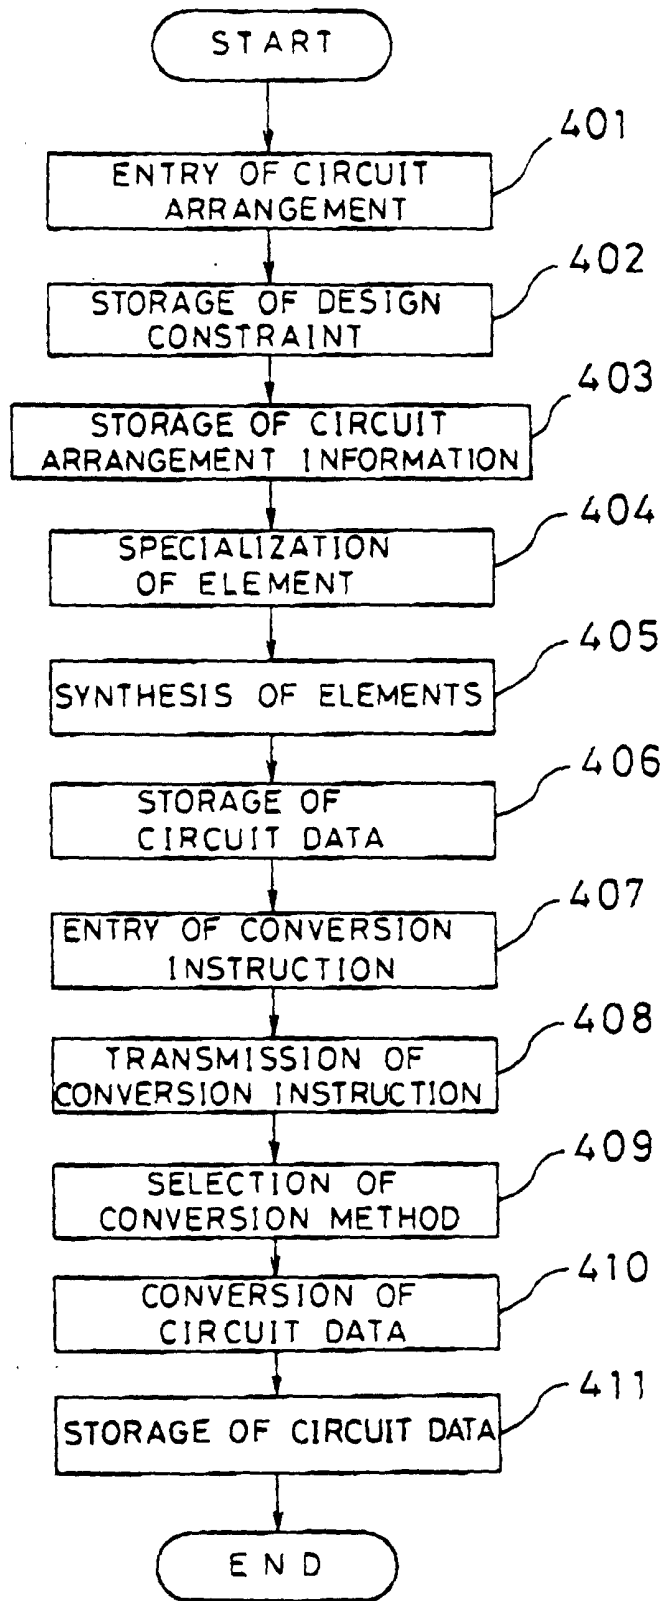 START
401
ENTRY OF CIRCUIT
ARRANGEMENT
402
STORAGE OF DESIGN
CONSTRAINT
403
STORAGE OF CIRCUIT
ARRANGEMENT INFORMATION
404
SPECIALIZATION
OF ELEMENT
405
SYNTHESIS OF ELEMENTS
406
STORAGE OF
CIRCUIT DATA
407
ENTRY OF CONVERSION
INSTRUCTION
408
TRANSMISSION OF
CONVERSION INSTRUCTION
409
SELECTION OF
CONVERSION METHOD
410
CONVERSION OF
CIRCUIT DATA
411
STORAGE OF CIRCUIT DATA
END